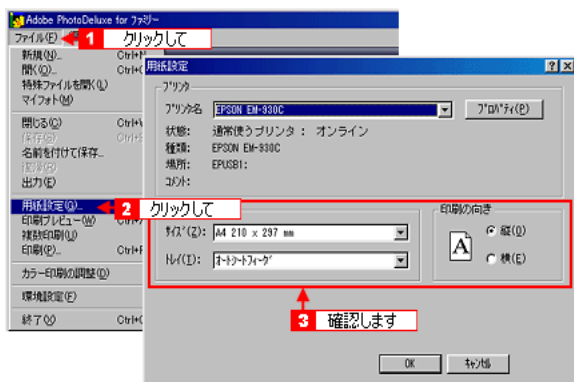 Adobe PhotoDeluxe for ファミリー
ファイル(F)
1 クリックして
新規(N)...
開く(O)...
特殊ファイルを開く(L)
マイフォト(M)
閉じる(C)
保存(S)
名前を付けて保存...
復帰(R)
出力(E)
用紙設定(G)...
2 クリックして
印刷プレビュー(W)
複数印刷(U)
印刷(P)...
カラー印刷の調整(D)
環境設定(F)
終了(X)
用紙設定
プリンタ
プリンタ名 EPSON EM-930C
プロパティ(P)
状態: 通常使うプリンタ : オンライン
種類: EPSON EM-930C
場所: EPUSB1:
コメント:
サイズ(Z): A4 210 x 297 mm
トレイ(I): オートシートフィーダ
印刷の向き
A
縦(O)
横(E)
3 確認します
OK
キャンセル